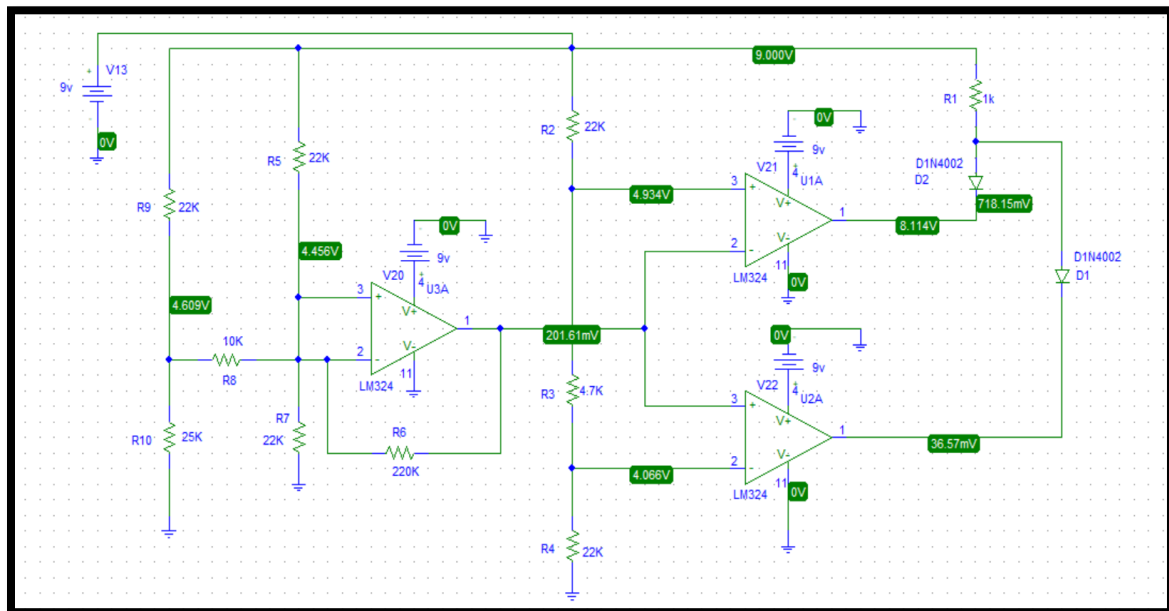 V13
9v
0V
R9
22K
4.609V
10K
R8
R10
25K
R5
22K
4.456V
R7
22K
0V
9v
V20
4
U3A
3
+
V+
1
2
-
V-
LM324
11
R6
220K
9.000V
R2
22K
4.934V
201.61mV
R3
4.7K
4.066V
R4
22K
0V
9v
V21
4
U1A
3
+
V+
1
2
-
V-
LM324
11
0V
8.114V
0V
9v
V22
4
U2A
3
+
V+
1
2
-
V-
LM324
11
0V
36.57mV
R1
1k
D1N4002
D2
718.15mV
D1N4002
D1